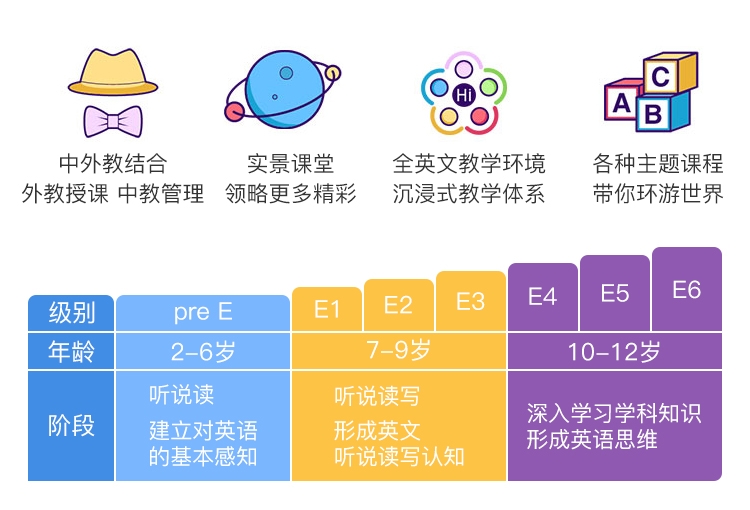 Hi
A
B
C
中外教结合
外教授课 中教管理
实景课堂
领略更多精彩
全英文教学环境
沉浸式教学体系
各种主题课程
带你环游世界
级别
pre E
E1
E2
E3
E4
E5
E6
年龄
2-6岁
7-9岁
10-12岁
阶段
听说读
建立对英语
的基本感知
听说读写
形成英文
听说读写认知
深入学习学科知识
形成英语思维